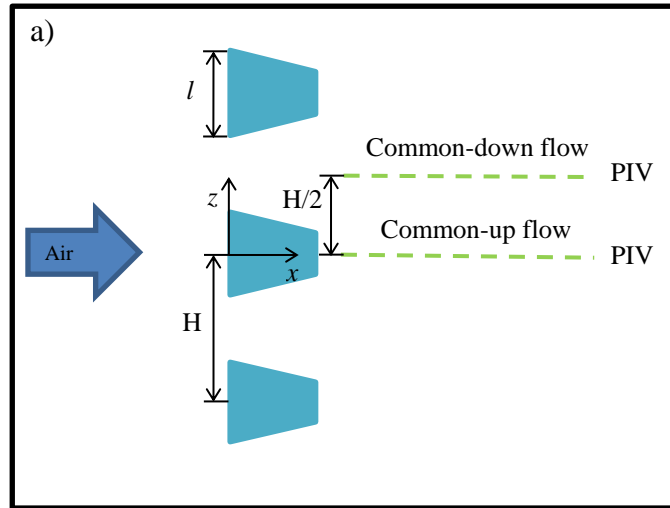 a)
l
Common-down flow
PIV
z
H/2
Common-up flow
PIV
Air
x
H